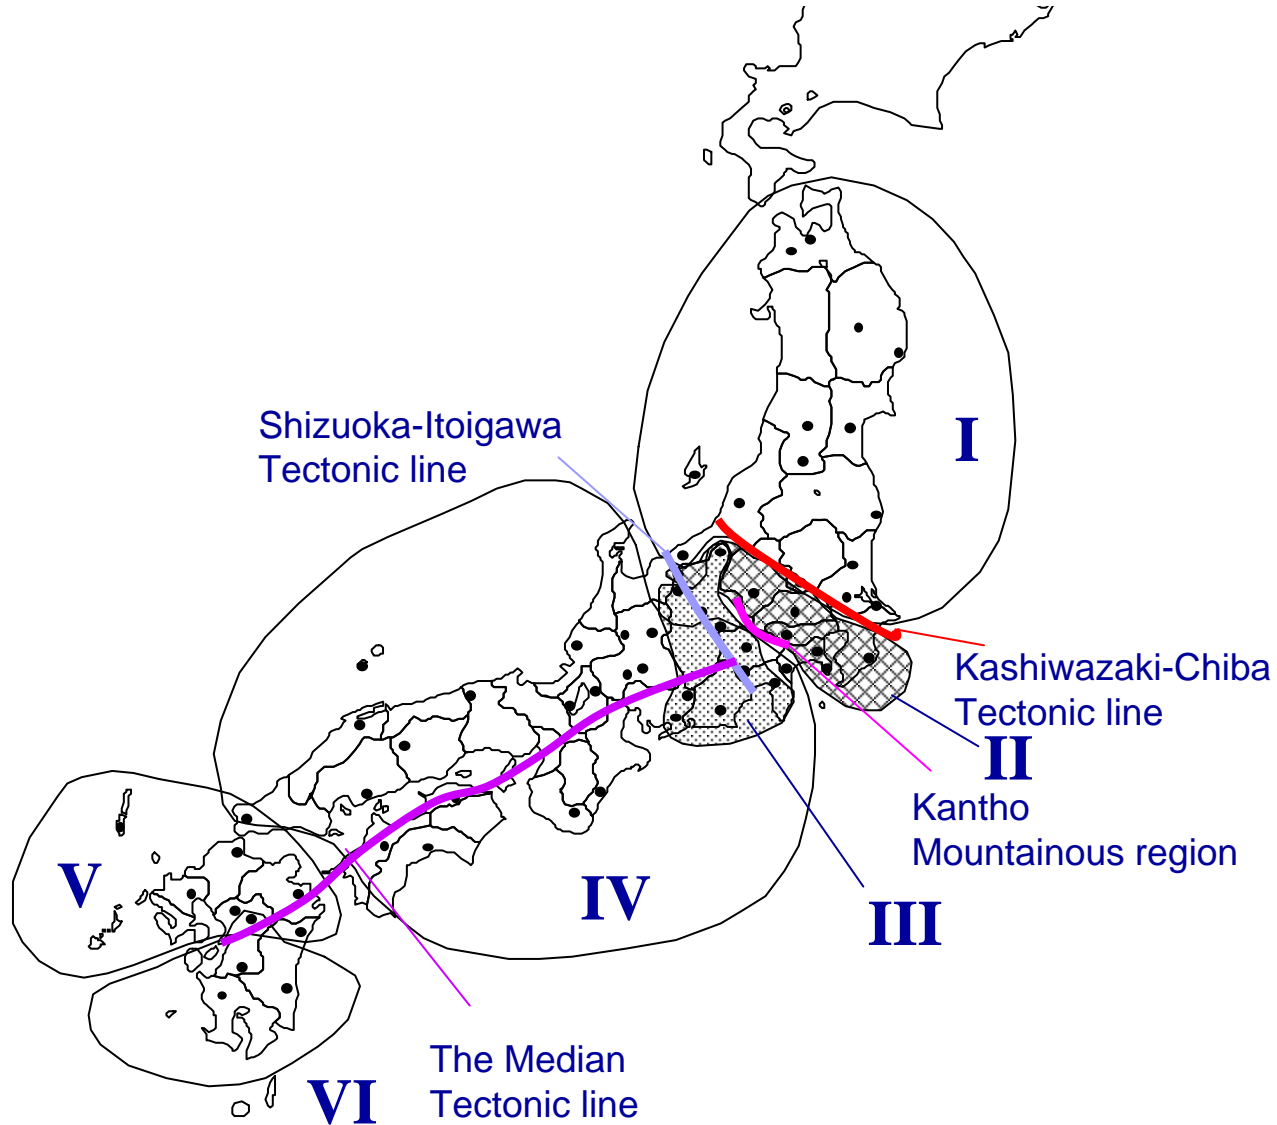 I
Shizuoka-Itoigawa
Tectonic line
Kashiwazaki-Chiba
Tectonic line
II
Kantho
Mountainous region
V
IV
III
The Median
Tectonic line
VI